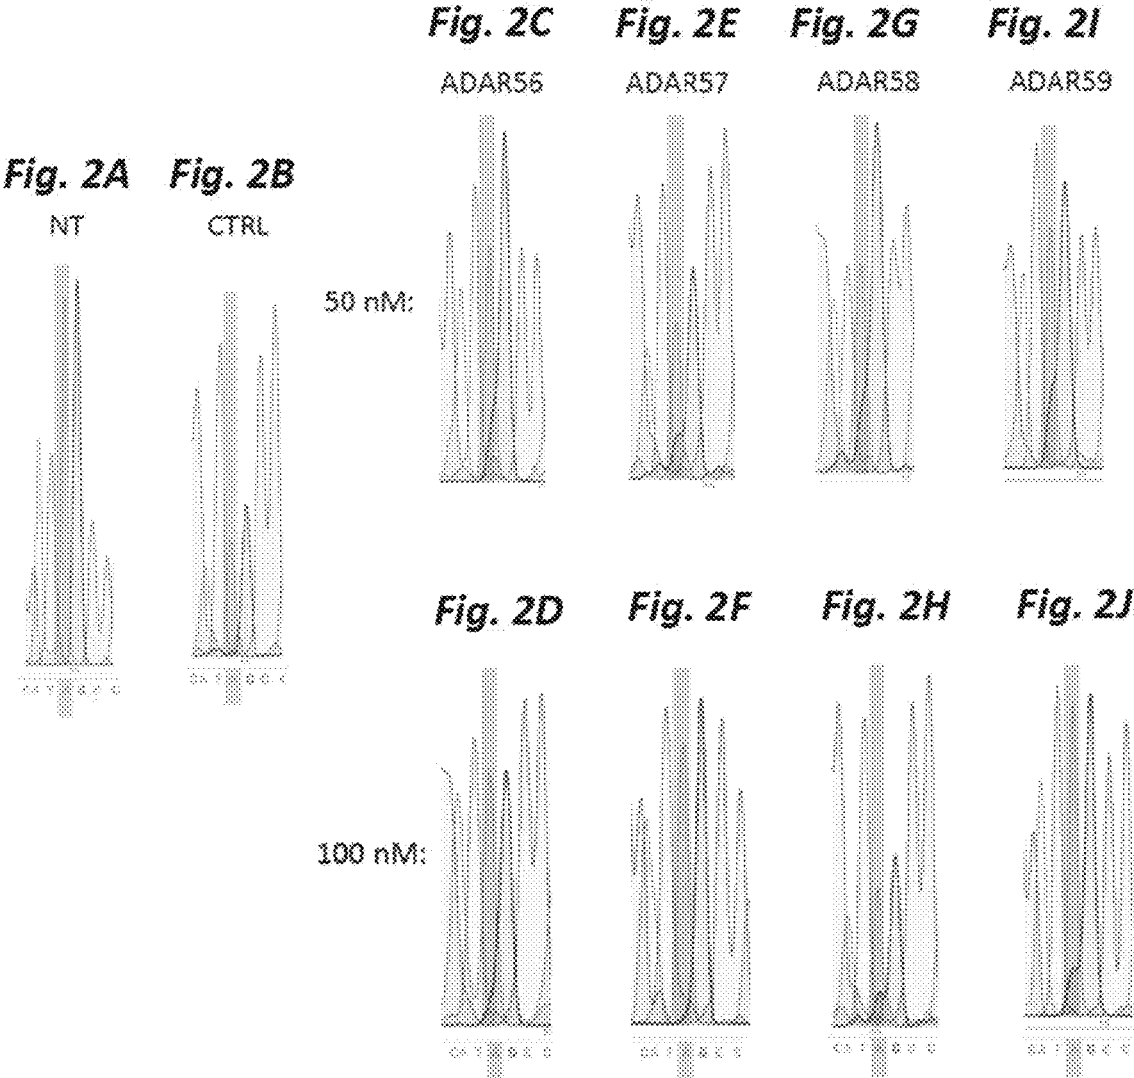 Fig. 2C Fig. 2E Fig. 2G Fig. 2I
ADAR56 ADAR57 ADAR58 ADAR59
Fig. 2A Fig. 2B
NT CTRL
50 nM:
Fig. 2D Fig. 2F Fig. 2H Fig. 2J
100 nM: